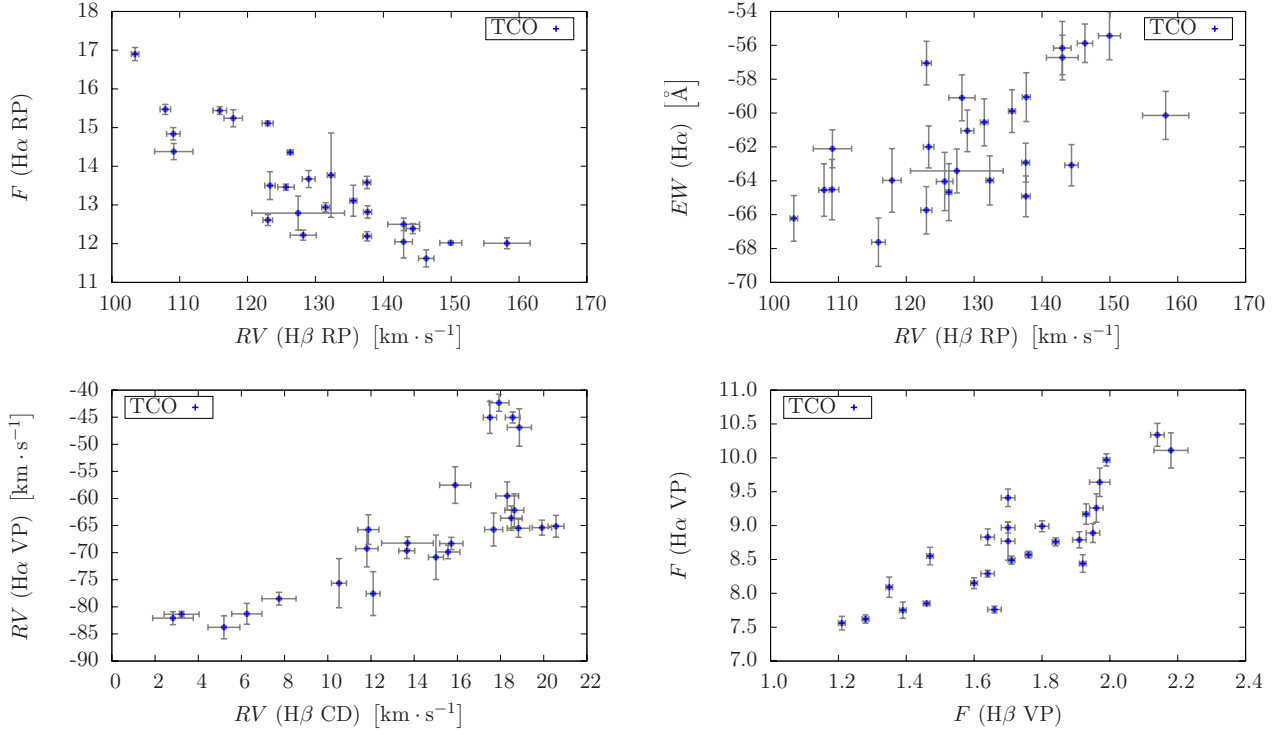 18
17
16
15
14
13
12
11
F (Hα RP)
TCO
100 110 120 130 140 150 160 170
RV (Hβ RP) [km · s⁻¹]
-54
-56
-58
-60
-62
-64
-66
-68
-70
EW (Hα) [Å]
TCO
100 110 120 130 140 150 160 170
RV (Hβ RP) [km · s⁻¹]
-40
-45
-50
-55
-60
-65
-70
-75
-80
-85
-90
RV (Hα VP) [km · s⁻¹]
TCO
0 2 4 6 8 10 12 14 16 18 20 22
RV (Hβ CD) [km · s⁻¹]
11.0
10.5
10.0
9.5
9.0
8.5
8.0
7.5
7.0
F (Hα VP)
TCO
1.0 1.2 1.4 1.6 1.8 2.0 2.2 2.4
F (Hβ VP)